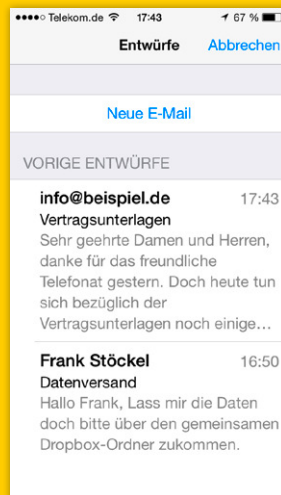 Telekom.de 17:43 67 %
Entwürfe Abbrechen
Neue E-Mail
VORIGE ENTWÜRFE
info@beispiel.de 17:43
Vertragsunterlagen
Sehr geehrte Damen und Herren,
danke für das freundliche
Telefonat gestern. Doch heute tun
sich bezüglich der
Vertragsunterlagen noch einige…
Frank Stöckel 16:50
Datenversand
Hallo Frank, Lass mir die Daten
doch bitte über den gemeinsamen
Dropbox-Ordner zukommen.